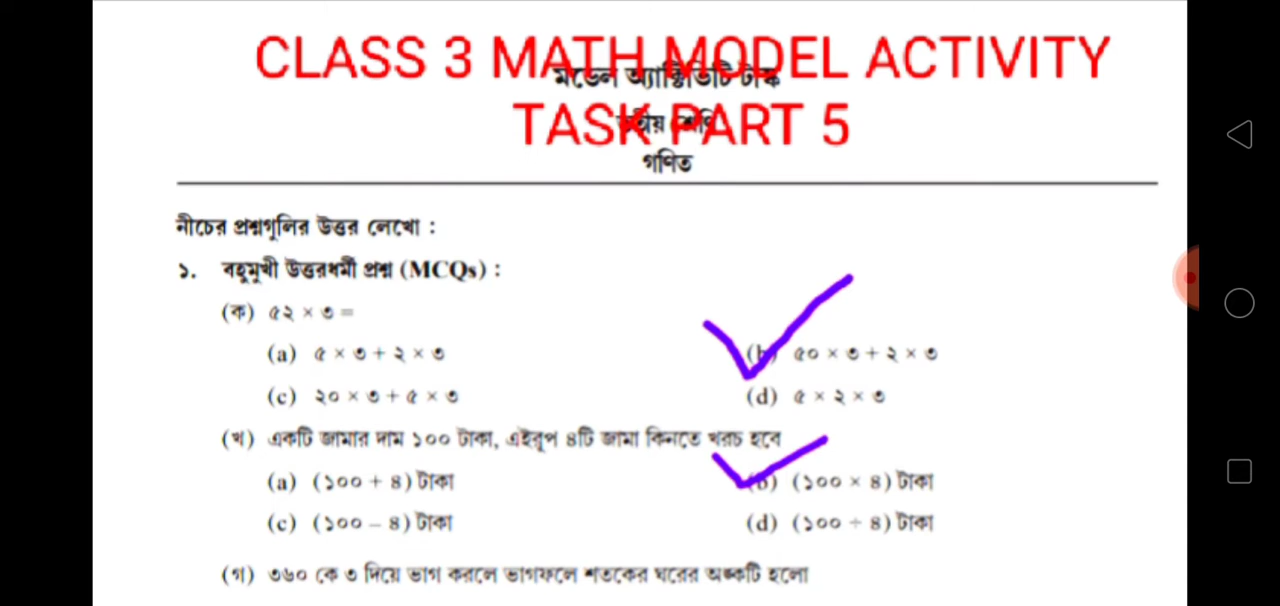 CLASS 3 MATH MODEL ACTIVITY
TASK PART 5
মডেল অ্যাক্টিভিটি টাস্ক
তৃতীয় শ্রেণি
গণিত
নীচের প্রশ্নগুলির উত্তর লেখো :
১. বহুমুখী উত্তরধর্মী প্রশ্ন (MCQs) :
(ক) ৫২ × ৩ =
(a) ৫ × ৩ + ২ × ৩ (b) ৫০ × ৩ + ২ × ৩
(c) ২০ × ৩ + ৫ × ৩ (d) ৫ × ২ × ৩
(খ) একটি জামার দাম ১০০ টাকা, এইরূপ ৪টি জামা কিনতে খরচ হবে
(a) (১০০ + ৪) টাকা (b) (১০০ × ৪) টাকা
(c) (১০০ – ৪) টাকা (d) (১০০ ÷ ৪) টাকা
(গ) ৩৬০ কে ৩ দিয়ে ভাগ করলে ভাগফলে শতকের ঘরের অঙ্কটি হলো